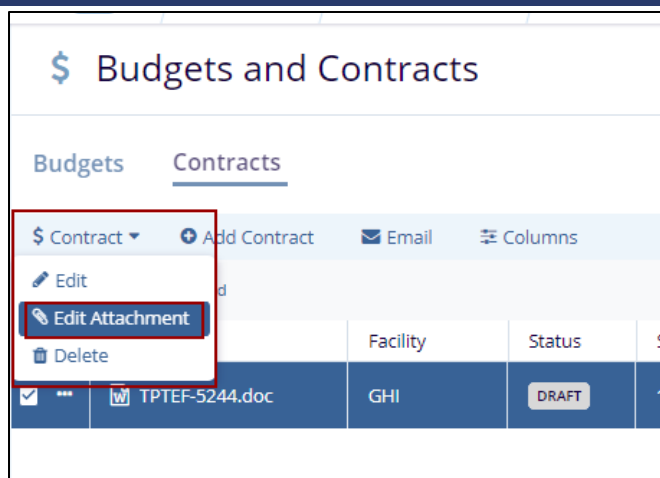 $ Budgets and Contracts
Budgets Contracts
$ Contract Add Contract Email Columns
Edit
Edit Attachment
Delete
Facility Status
TPTEF-5244.doc GHI DRAFT